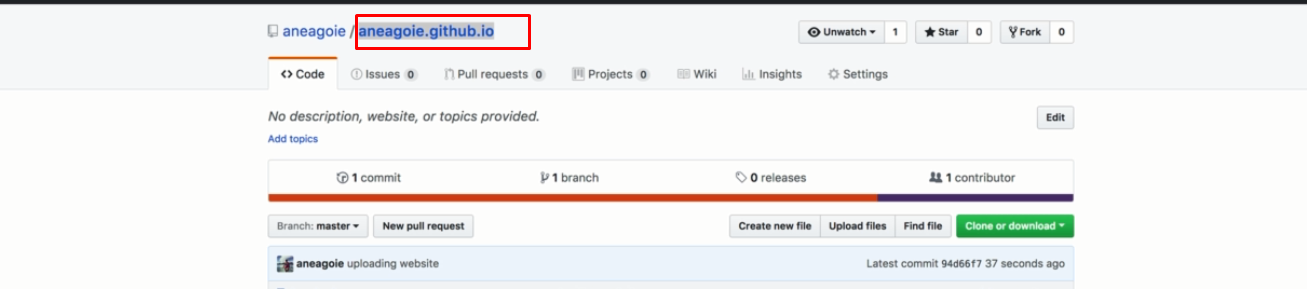 aneagoie / aneagoie.github.io Unwatch 1 Star 0 Fork 0
Code Issues 0 Pull requests 0 Projects 0 Wiki Insights Settings
No description, website, or topics provided. Edit
Add topics
1 commit 1 branch 0 releases 1 contributor
Branch: master New pull request Create new file Upload files Find file Clone or download
aneagoie uploading website Latest commit 94d66f7 37 seconds ago